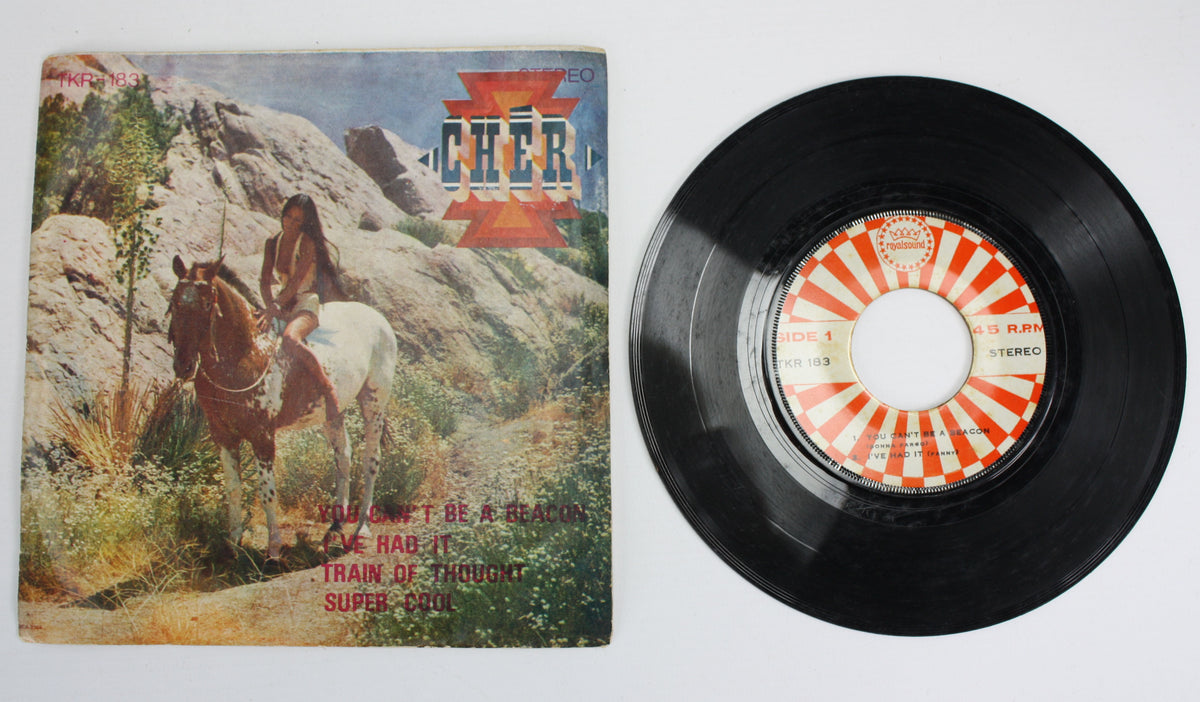 TKR - 183
STEREO
CHER
YOU CAN'T BE A BEACON
I'VE HAD IT
TRAIN OF THOUGHT
SUPER COOL
royalsound
SIDE 1
45 R.P.M
TKR 183
STEREO
1. YOU CAN'T BE A BEACON
(DONNA FARGO)
2. I'VE HAD IT (FANNY)